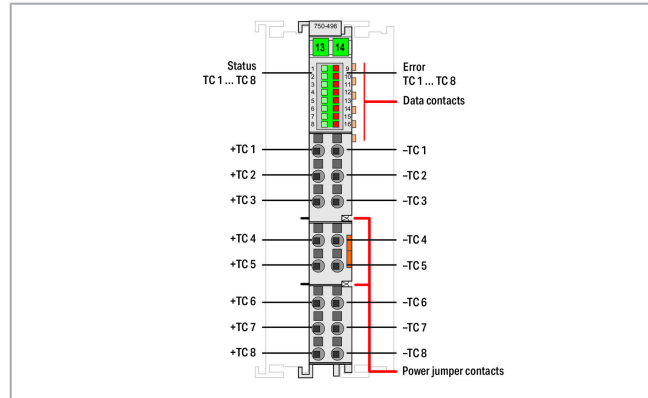 750-498
13 14
Status
TC 1 ... TC 8
Error
TC 1 ... TC 8
1 9
2 10
3 11
4 12
5 13
6 14
7 15
8 16
Data contacts
+TC 1 –TC 1
+TC 2 –TC 2
+TC 3 –TC 3
+TC 4 –TC 4
+TC 5 –TC 5
+TC 6 –TC 6
+TC 7 –TC 7
+TC 8 –TC 8
Power jumper contacts